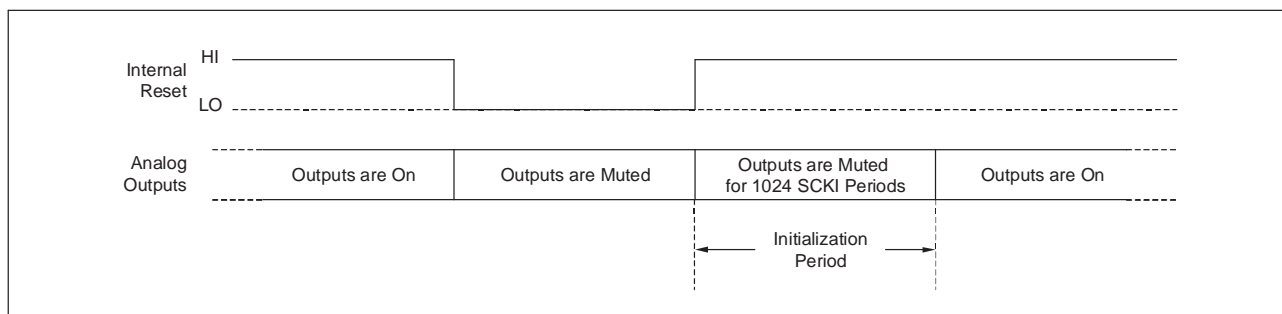 HI
Internal
Reset
LO
Analog
Outputs
Outputs are On
Outputs are Muted
Outputs are Muted
for 1024 SCKI Periods
Outputs are On
Initialization
Period